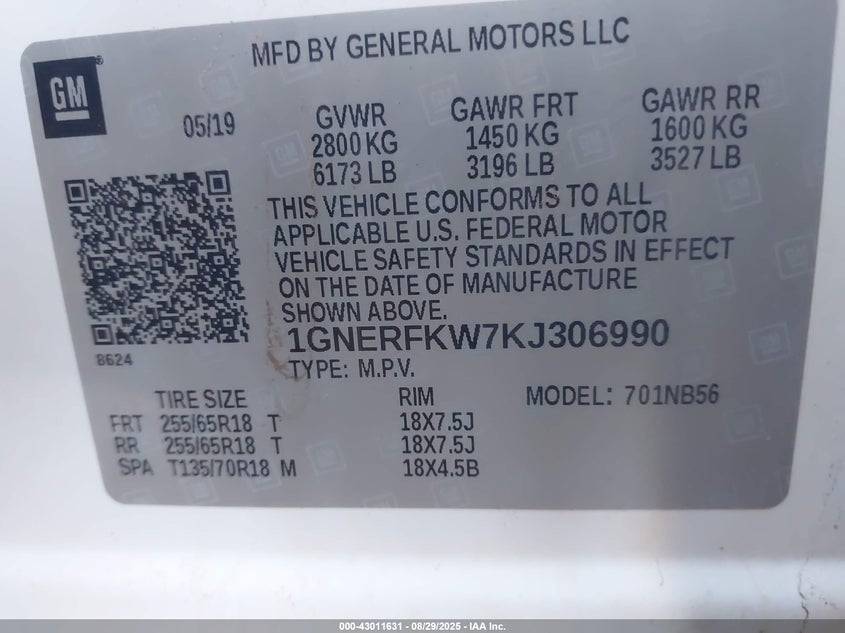 MFD BY GENERAL MOTORS LLC
GM
05/19
GVWR GAWR FRT GAWR RR
2800 KG 1450 KG 1600 KG
6173 LB 3196 LB 3527 LB
THIS VEHICLE CONFORMS TO ALL
APPLICABLE U.S. FEDERAL MOTOR
VEHICLE SAFETY STANDARDS IN EFFECT
ON THE DATE OF MANUFACTURE
SHOWN ABOVE.
1GNERFKW7KJ306990
8624
TYPE: M.P.V.
TIRE SIZE RIM MODEL: 701NB56
FRT 255/65R18 T 18X7.5J
RR 255/65R18 T 18X7.5J
SPA T135/70R18 M 18X4.5B
000-43011631 - 08/29/2025 - IAA Inc.